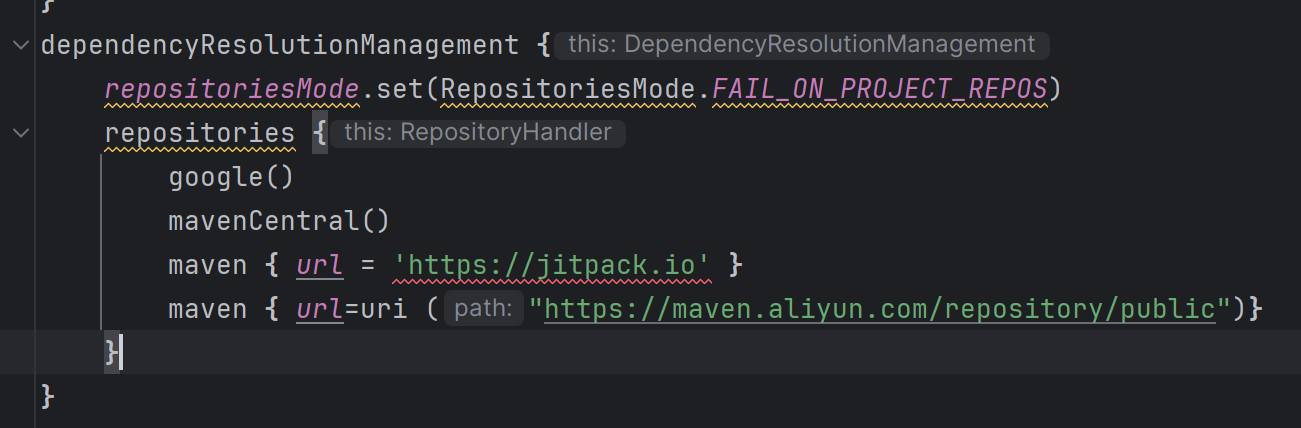 }
dependencyResolutionManagement { this: DependencyResolutionManagement
repositoriesMode.set(RepositoriesMode.FAIL_ON_PROJECT_REPOS)
repositories { this: RepositoryHandler
google()
mavenCentral()
maven { url = 'https://jitpack.io' }
maven { url=uri ( path: "https://maven.aliyun.com/repository/public")}
}
}